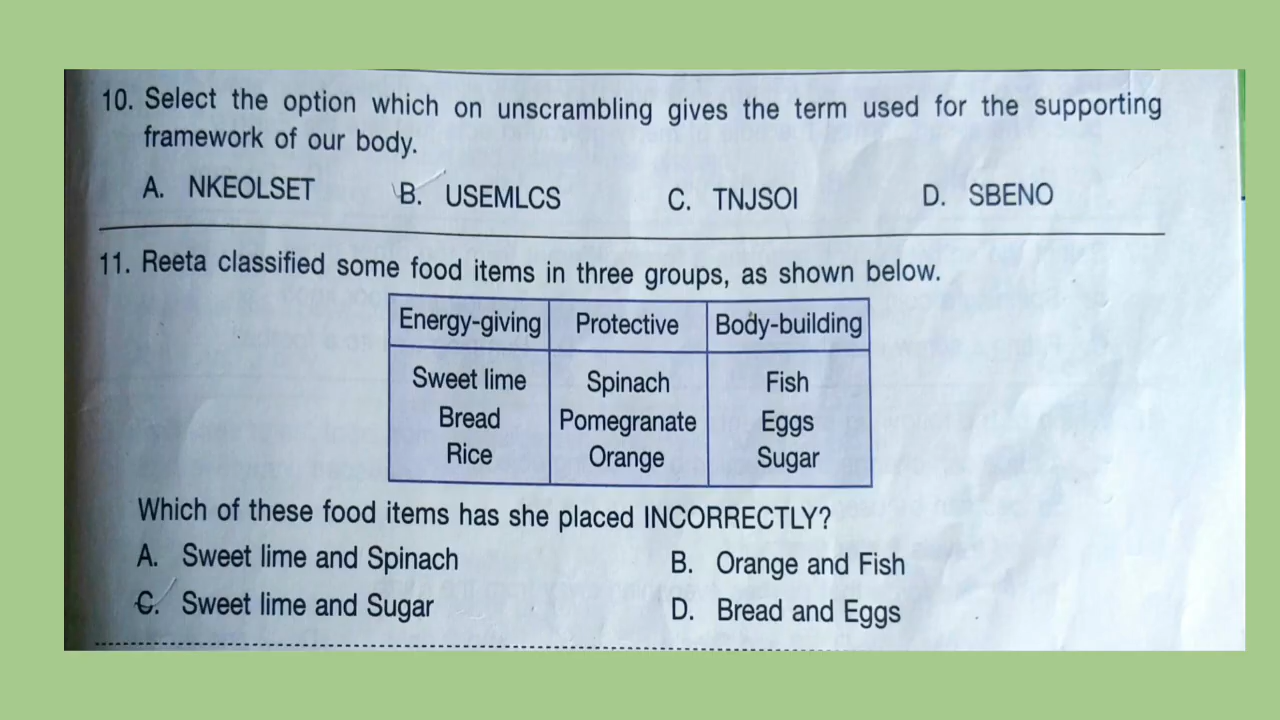 10. Select the option which on unscrambling gives the term used for the supporting
framework of our body.
A. NKEOLSET B. USEMLCS C. TNJSOI D. SBENO
11. Reeta classified some food items in three groups, as shown below.
Energy-giving Protective Body-building
Sweet lime Spinach Fish
Bread Pomegranate Eggs
Rice Orange Sugar
Which of these food items has she placed INCORRECTLY?
A. Sweet lime and Spinach B. Orange and Fish
C. Sweet lime and Sugar D. Bread and Eggs